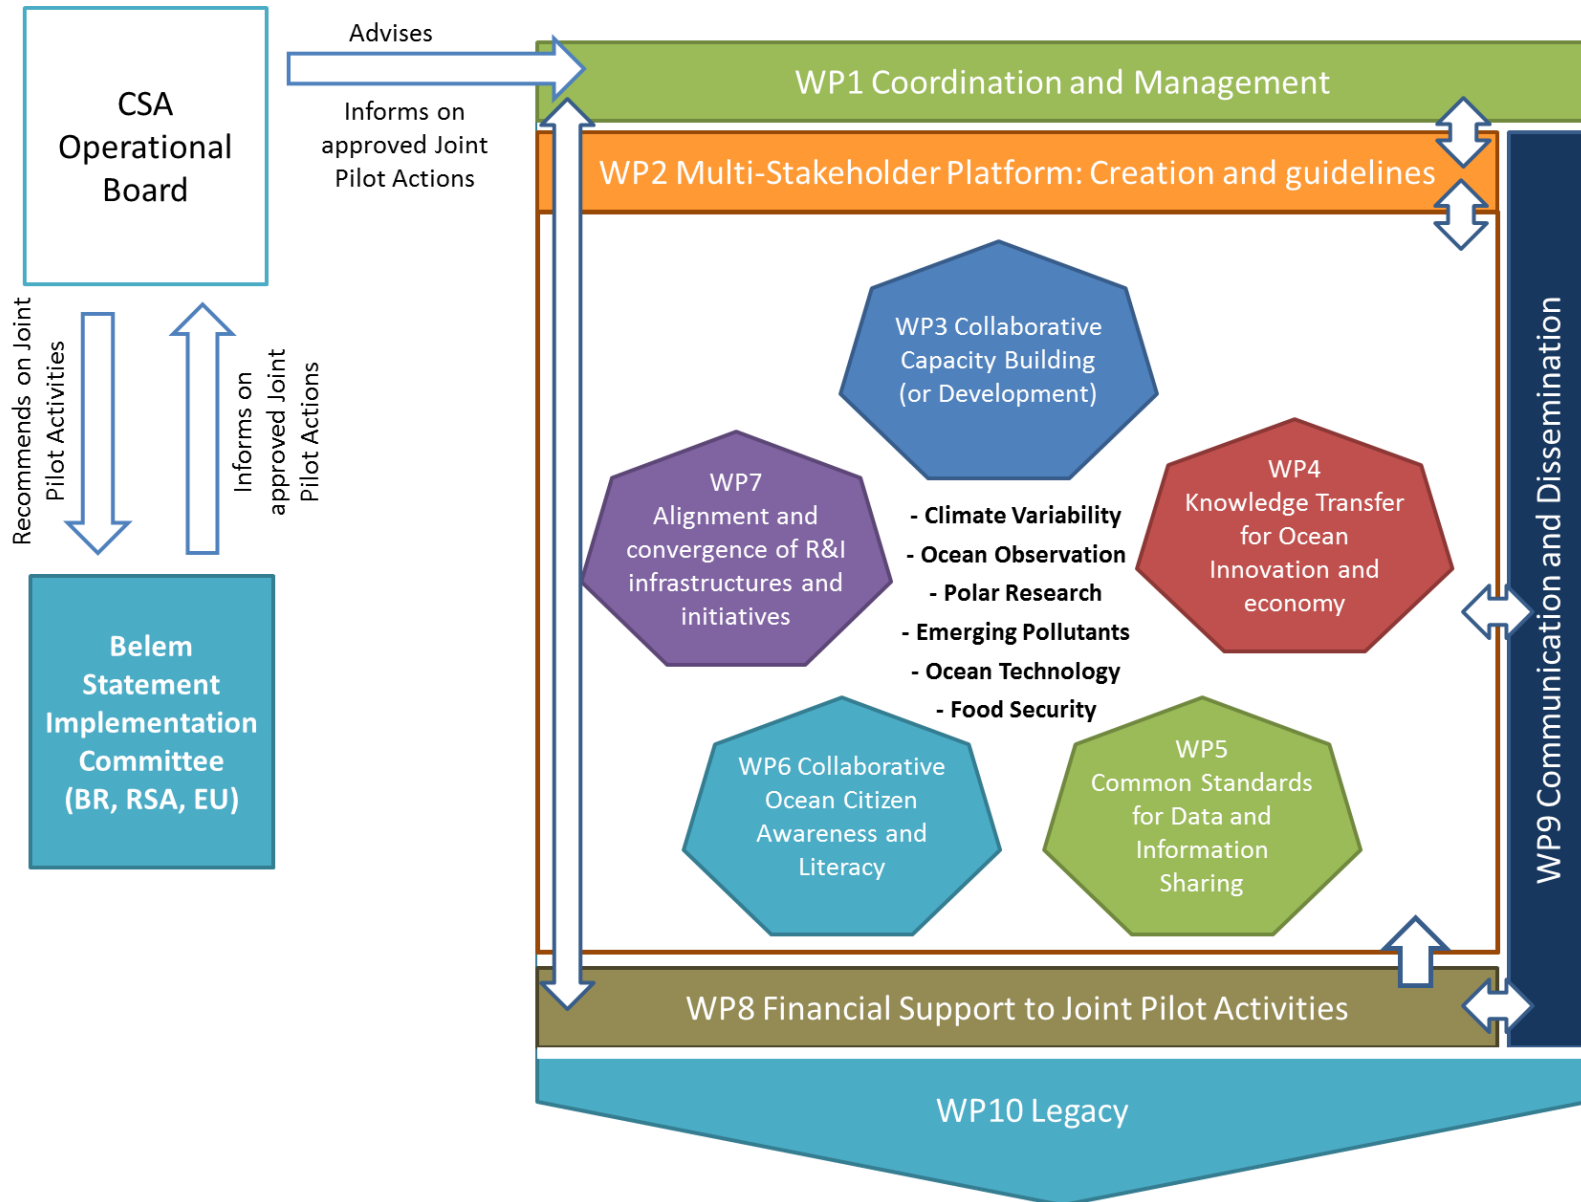 CSA
Operational
Board
Advises
Informs on
approved Joint
Pilot Actions
Recommends on Joint
Pilot Activities
Informs on
approved Joint
Pilot Actions
Belem
Statement
Implementation
Committee
(BR, RSA, EU)
WP1 Coordination and Management
WP2 Multi-Stakeholder Platform: Creation and guidelines
WP3 Collaborative
Capacity Building
(or Development)
WP7
Alignment and
convergence of R&I
infrastructures and
initiatives
- Climate Variability
- Ocean Observation
- Polar Research
- Emerging Pollutants
- Ocean Technology
- Food Security
WP4
Knowledge Transfer
for Ocean
Innovation and
economy
WP6 Collaborative
Ocean Citizen
Awareness and
Literacy
WP5
Common Standards
for Data and
Information
Sharing
WP9 Communication and Dissemination
WP8 Financial Support to Joint Pilot Activities
WP10 Legacy